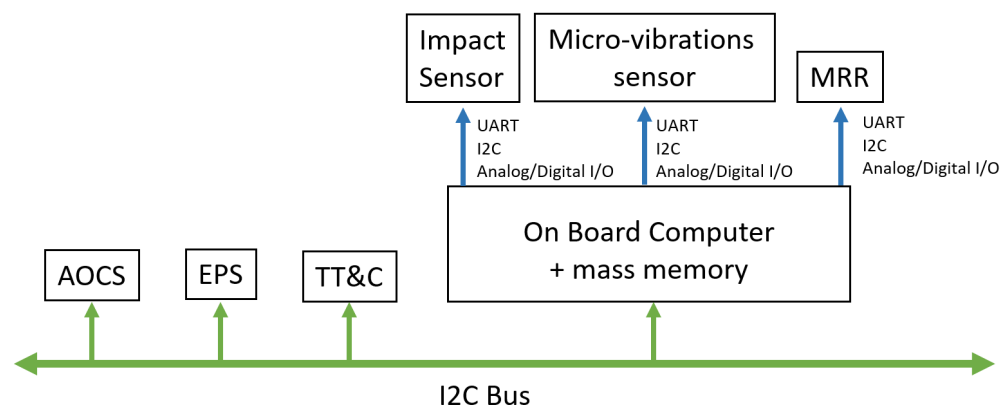 Impact
Sensor
Micro-vibrations
sensor
MRR
UART
I2C
Analog/Digital I/O
UART
I2C
Analog/Digital I/O
UART
I2C
Analog/Digital I/O
On Board Computer
+ mass memory
AOCS
EPS
TT&C
I2C Bus